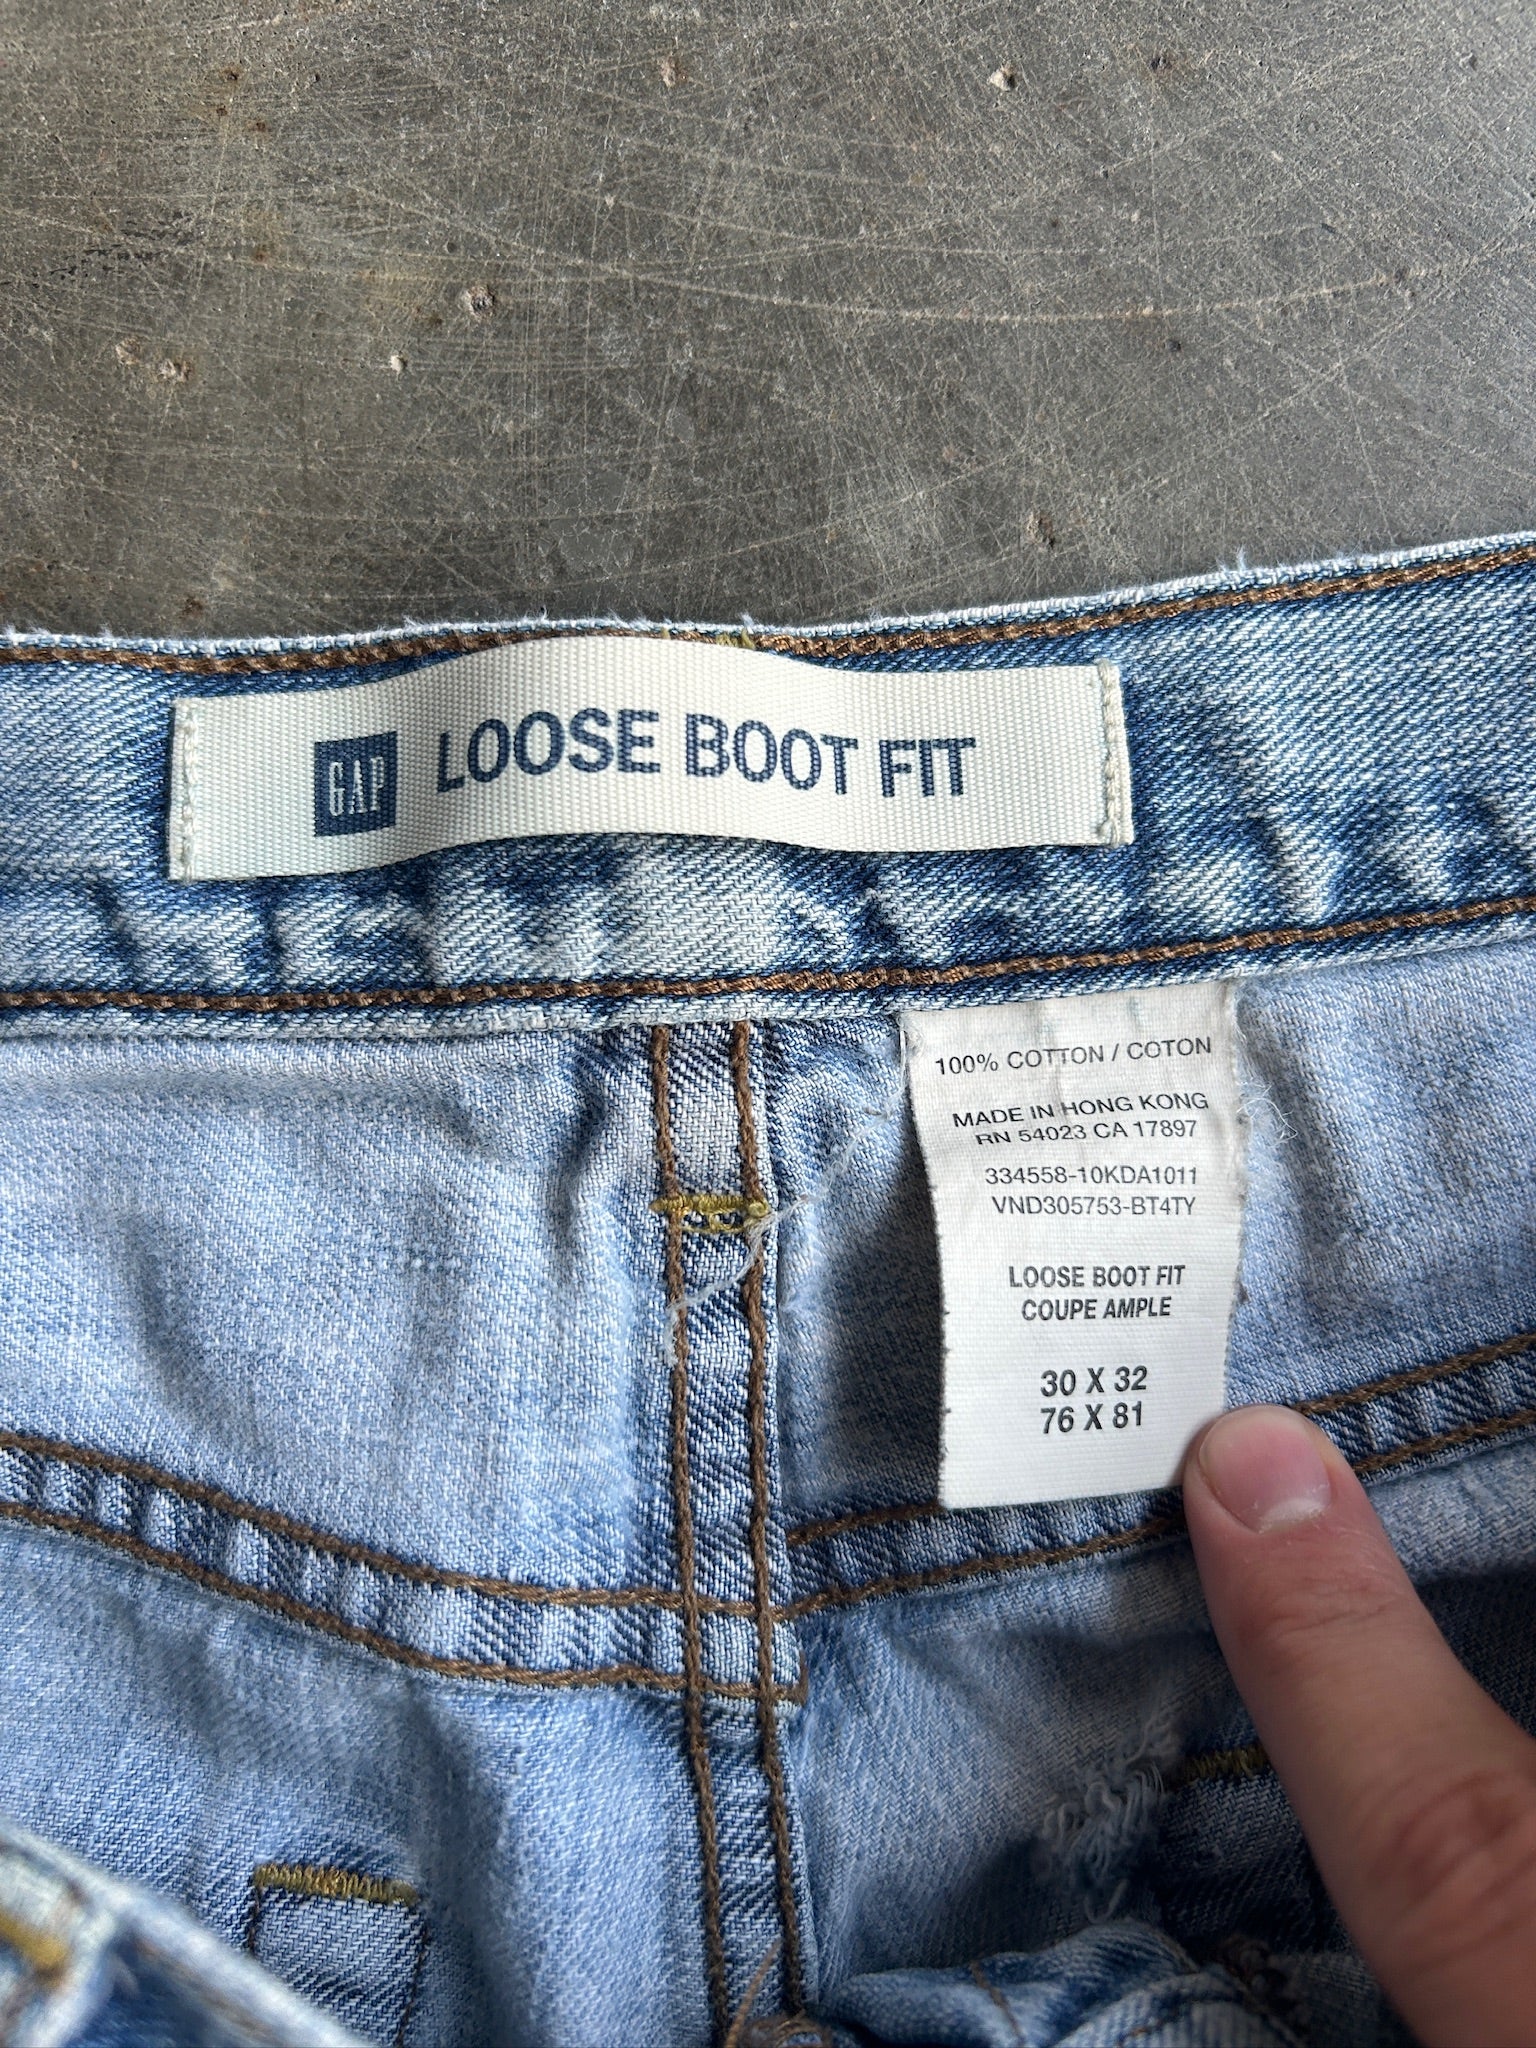 GAP LOOSE BOOT FIT
100% COTTON / COTON
MADE IN HONG KONG
RN 54023 CA 17897
334558-10KDA1011
VND305753-BT4TY
LOOSE BOOT FIT
COUPE AMPLE
30 X 32
76 X 81